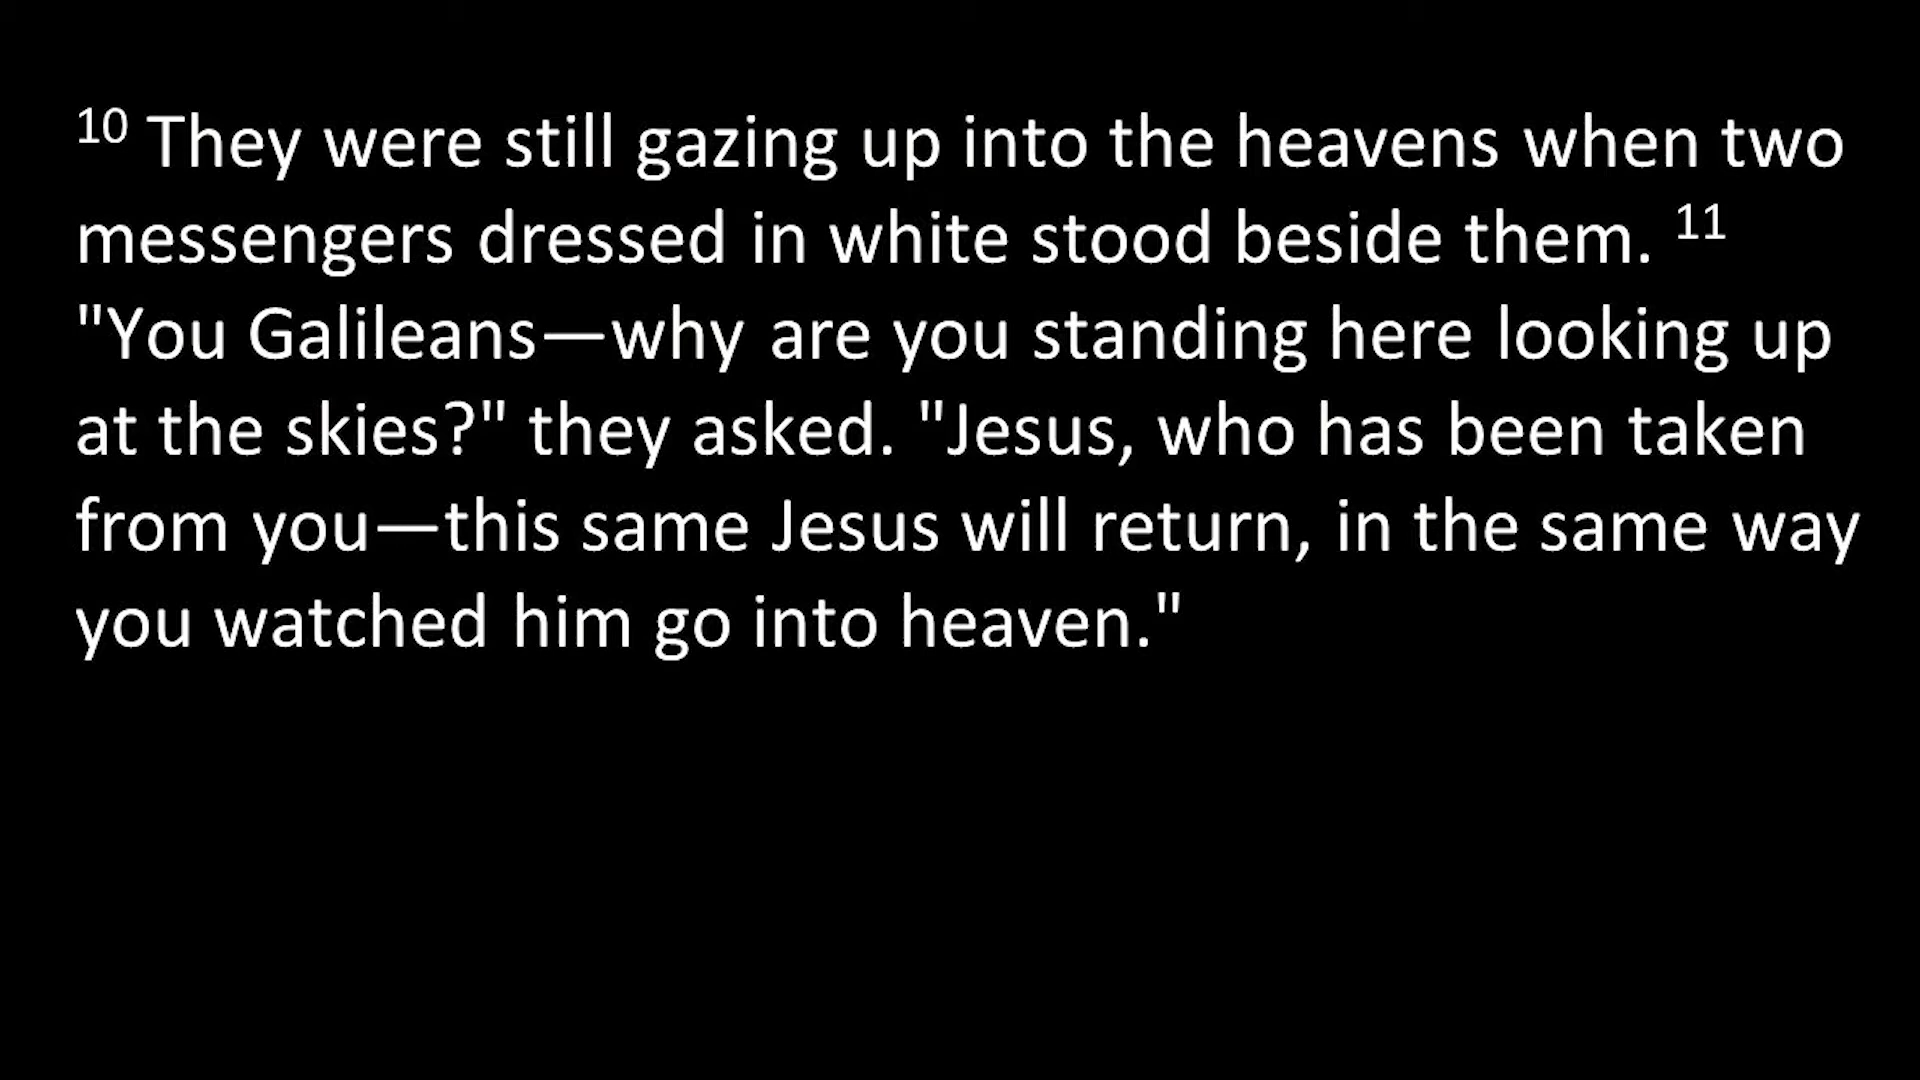 10 They were still gazing up into the heavens when two
messengers dressed in white stood beside them. 11
"You Galileans—why are you standing here looking up
at the skies?" they asked. "Jesus, who has been taken
from you—this same Jesus will return, in the same way
you watched him go into heaven."